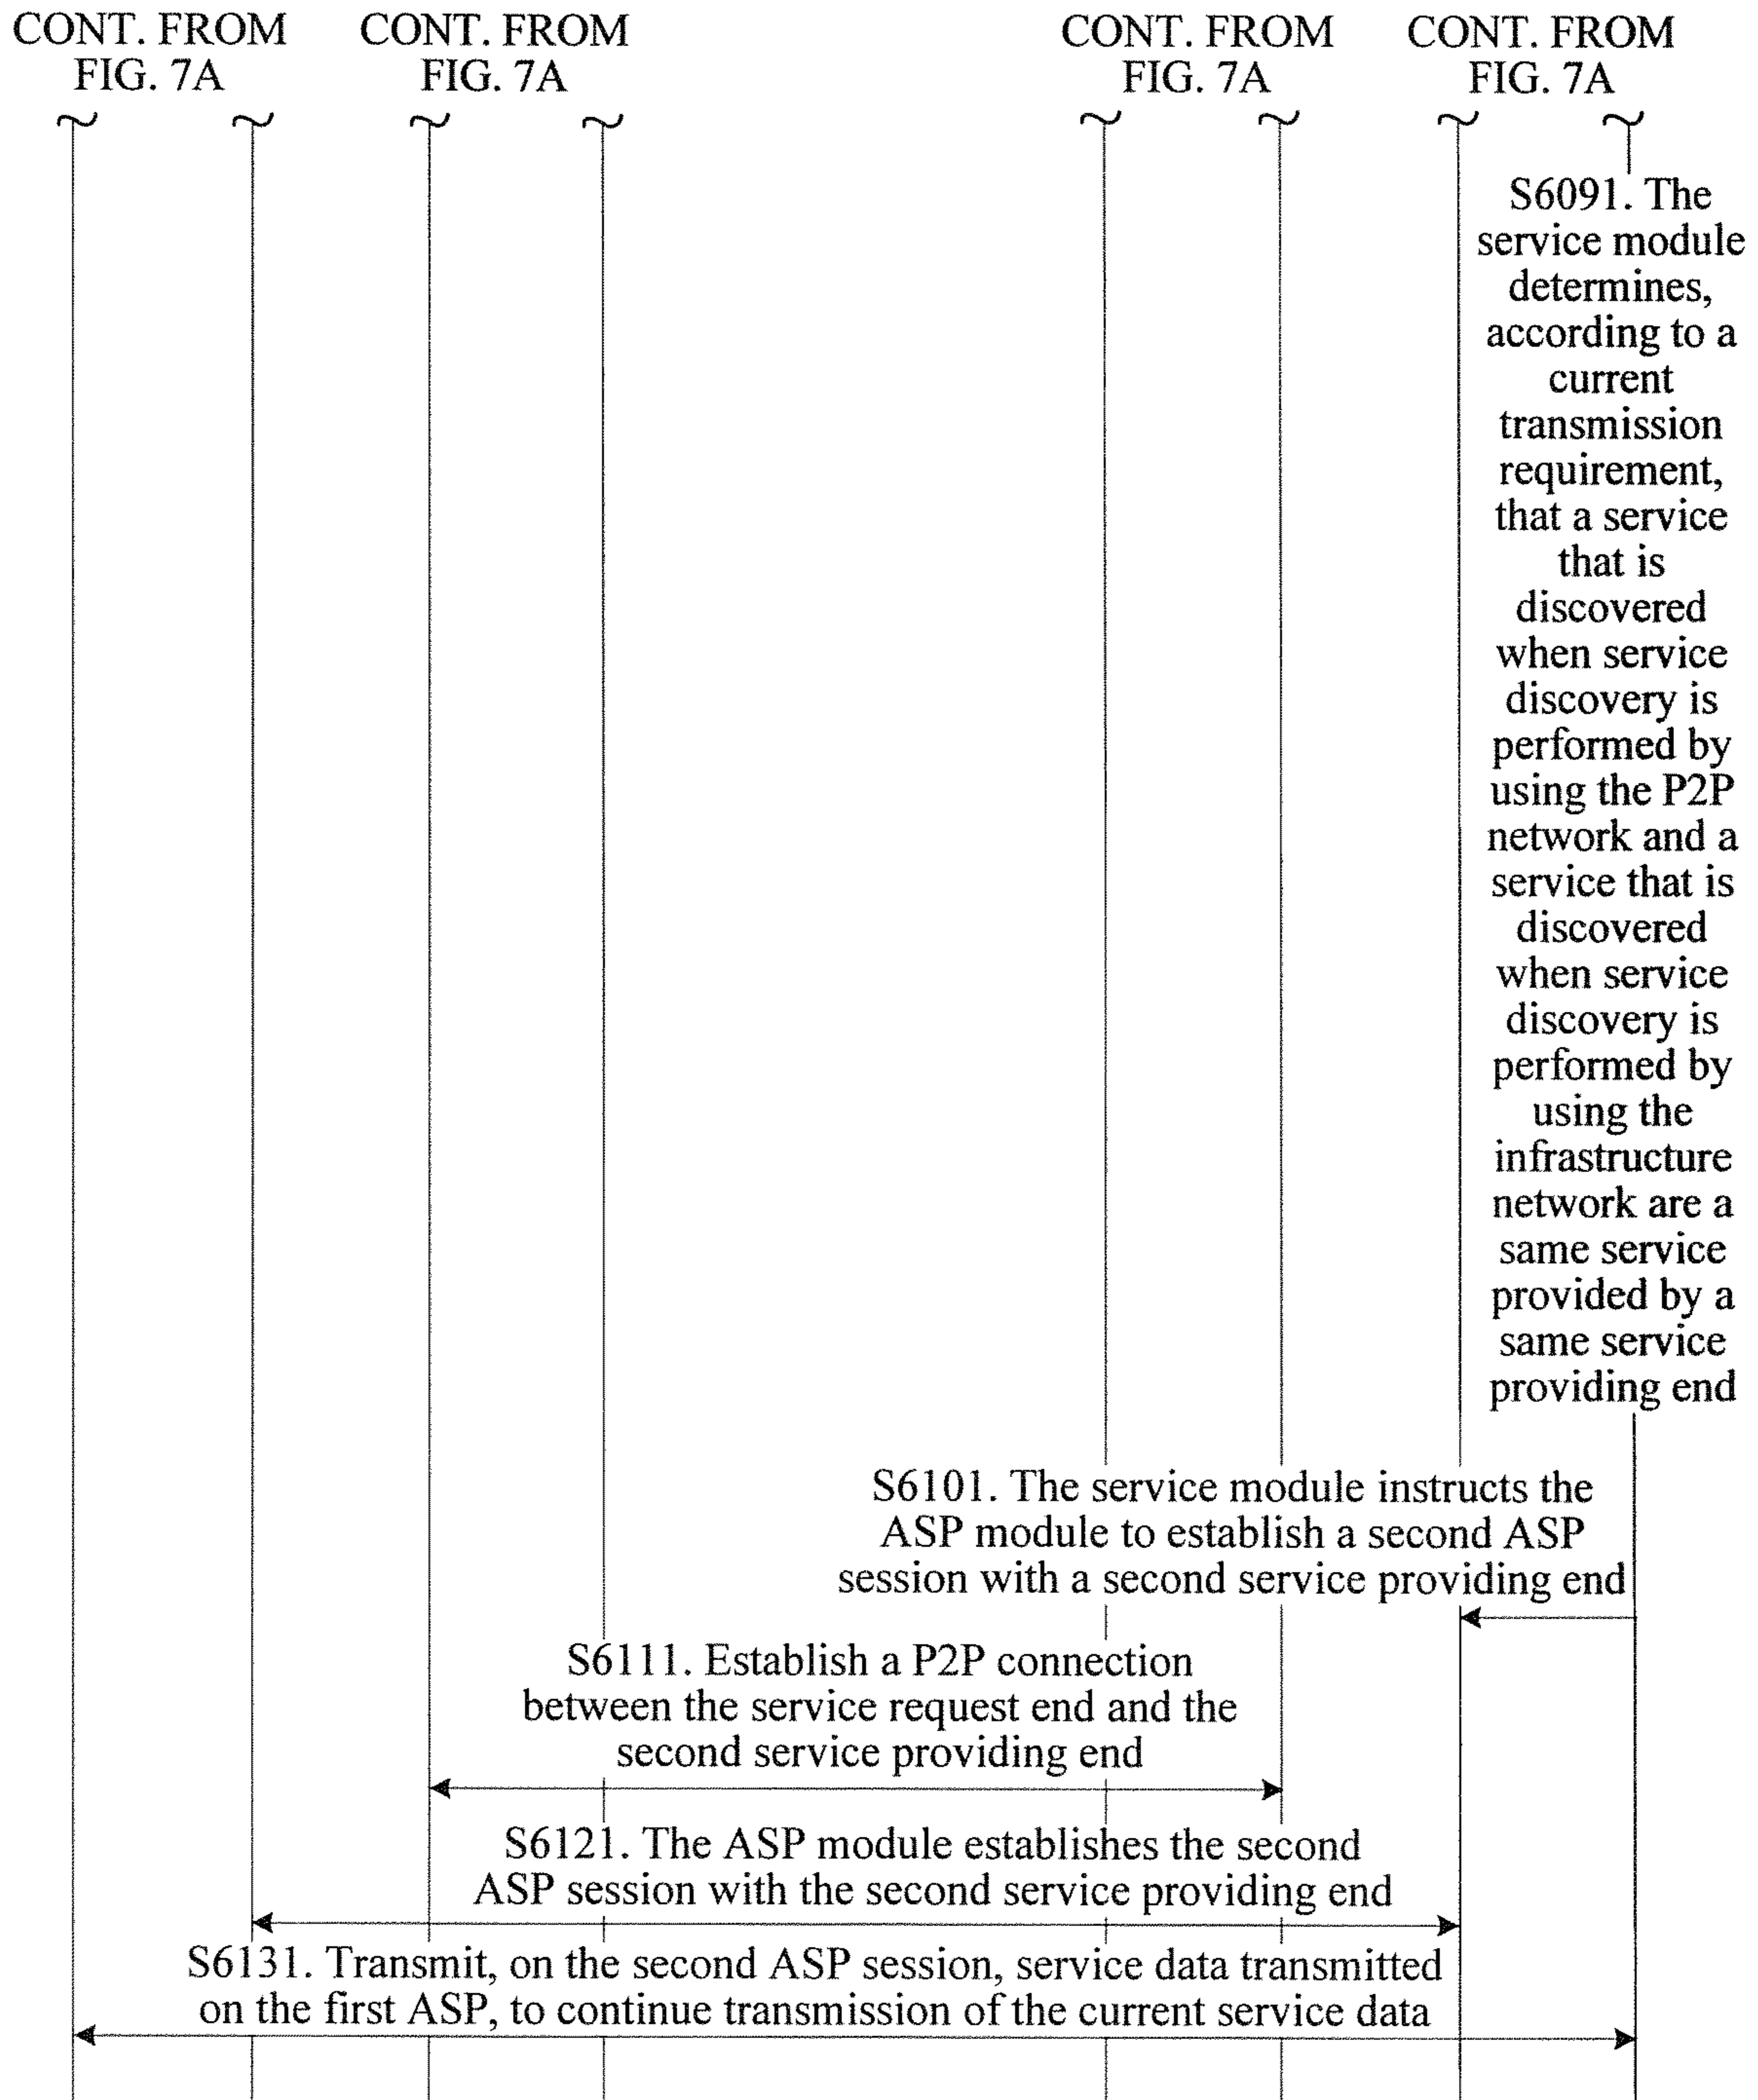 CONT. FROM
FIG. 7A
CONT. FROM
FIG. 7A
CONT. FROM
FIG. 7A
CONT. FROM
FIG. 7A
S6091. The
service module
determines,
according to a
current
transmission
requirement,
that a service
that is
discovered
when service
discovery is
performed by
using the P2P
network and a
service that is
discovered
when service
discovery is
performed by
using the
infrastructure
network are a
same service
provided by a
same service
providing end
S6101. The service module instructs the
ASP module to establish a second ASP
session with a second service providing end
S6111. Establish a P2P connection
between the service request end and the
second service providing end
S6121. The ASP module establishes the second
ASP session with the second service providing end
S6131. Transmit, on the second ASP session, service data transmitted
on the first ASP, to continue transmission of the current service data